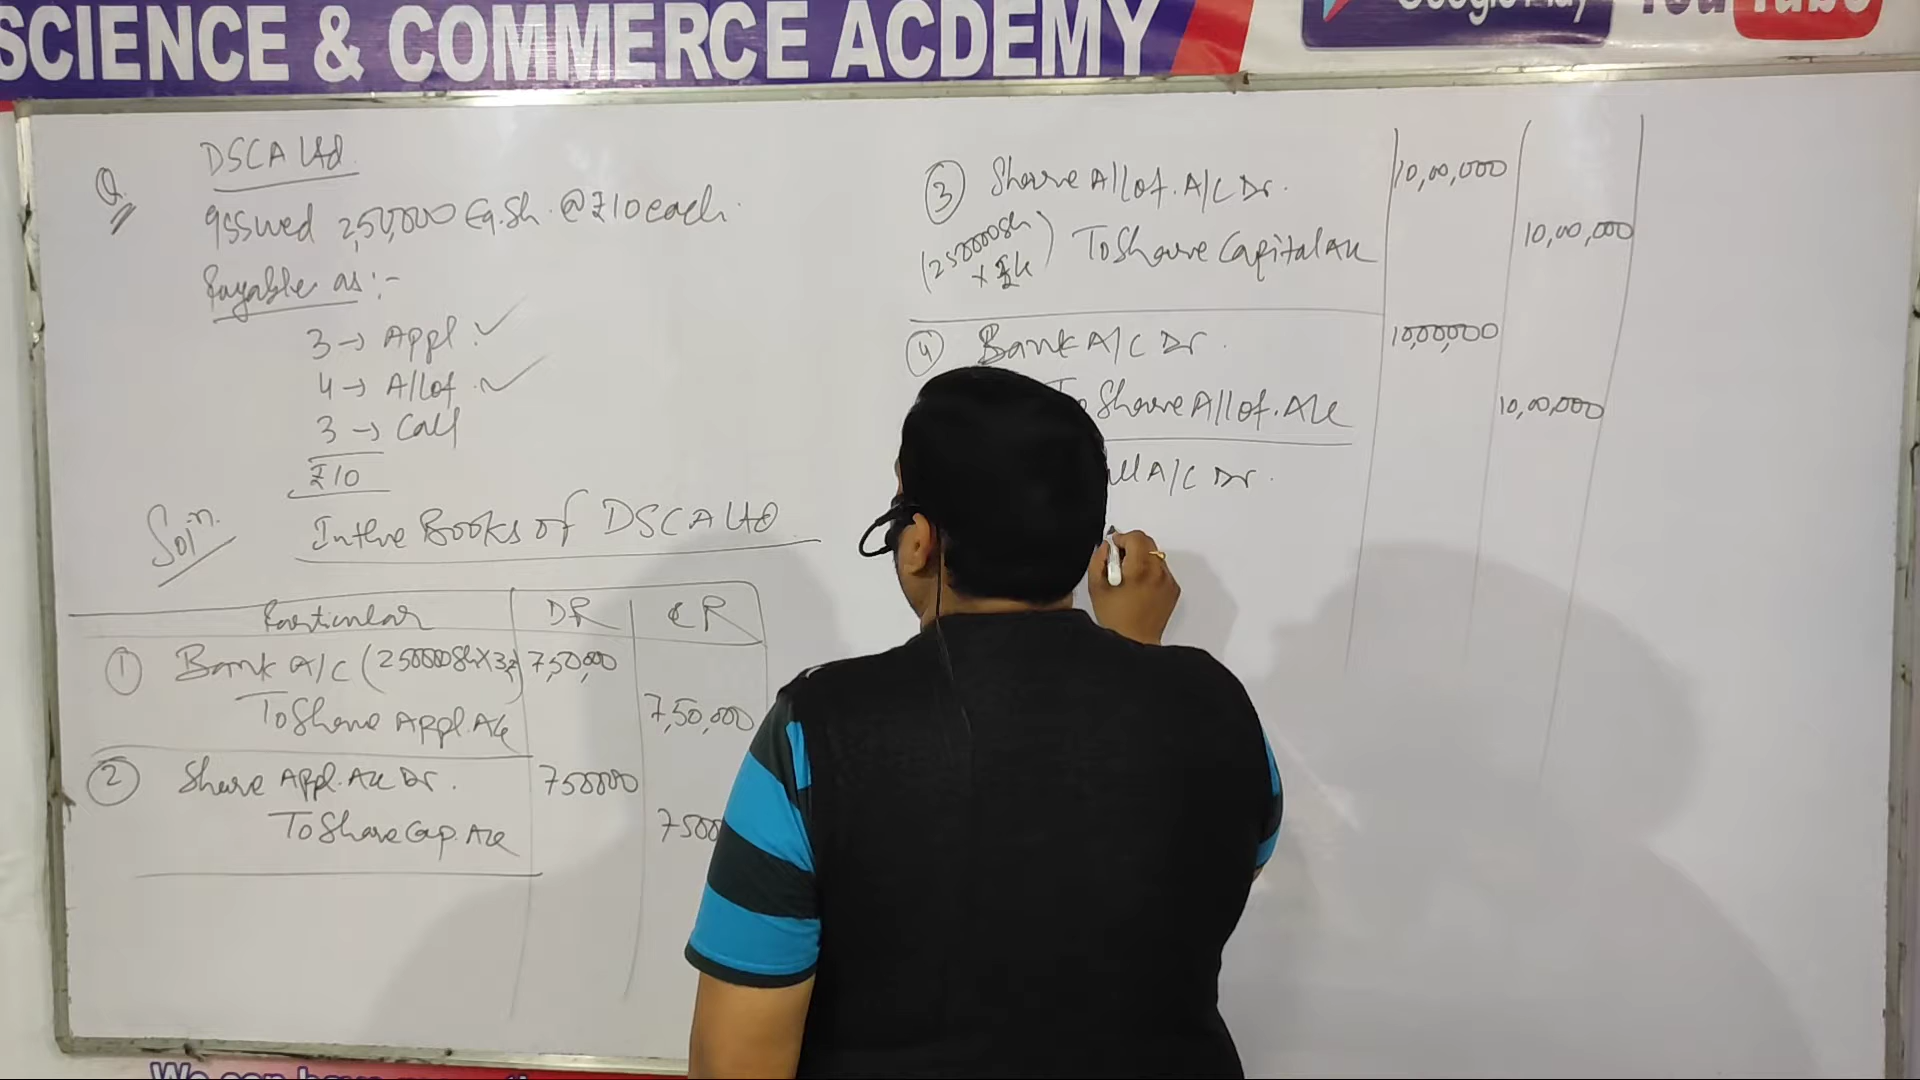 SCIENCE & COMMERCE ACDEMY
Google Play
YouTube
Q.
DSCA Ltd.
Issued 2,50,000 Eq.Sh. @ ₹10 each.
Payable as :-
3 → Appl. ✓
4 → Allot. ✓
3 → Call
₹10
Soln.
In the Books of DSCA Ltd
Particular DR CR
① Bank A/C (250000Sh×3₹) 7,50,000
To Share Appl. A/c 7,50,000
② Share Appl. A/c Dr. 750000
To Share Cap. A/c 7500
③ Share Allot. A/C Dr. 10,00,000
(250000Sh × ₹4) To Share Capital A/c 10,00,000
④ Bank A/C Dr. 10,00,000
To Share Allot. A/c 10,00,000
A/C Dr.